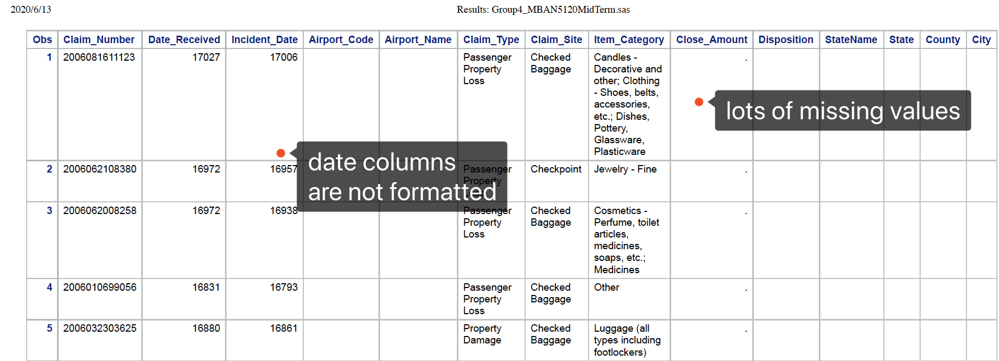 2020/6/13 Results: Group4_MBAN5120MidTerm.sas
Obs Claim_Number Date_Received Incident_Date Airport_Code Airport_Name Claim_Type Claim_Site Item_Category Close_Amount Disposition StateName State County City
1 2006081611123 17027 17006 Passenger Checked Candles - .
Property Baggage Decorative and
Loss other; Clothing
- Shoes, belts,
accessories,
etc.; Dishes,
Pottery,
Glassware,
Plasticware
lots of missing values
date columns
are not formatted
2 2006062108380 16972 16957 Passenger Checkpoint Jewelry - Fine .
Property
Loss
3 2006062008258 16972 16938 Passenger Checked Cosmetics - .
Property Baggage Perfume, toilet
Loss articles,
medicines,
soaps, etc.;
Medicines
4 2006010699056 16831 16793 Passenger Checked Other .
Property Baggage
Loss
5 2006032303625 16880 16861 Property Checked Luggage (all .
Damage Baggage types including
footlockers)